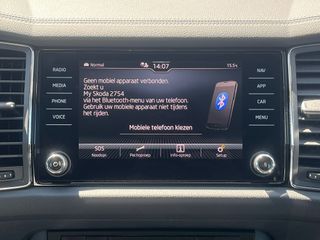 Normal
14:07
15.5°C
RADIO
MEDIA
PHONE
VOICE
NAV
APP
CAR
MENU
Geen mobiel apparaat verbonden.
Zoekt u
My Skoda 2754
via het Bluetooth-menu van uw telefoon.
Gebruik uw mobiele apparaat niet tijdens
het rijden.
Mobiele telefoon kiezen
SOS
Noodopr.
Pechoproep
Info-oproep
Setup